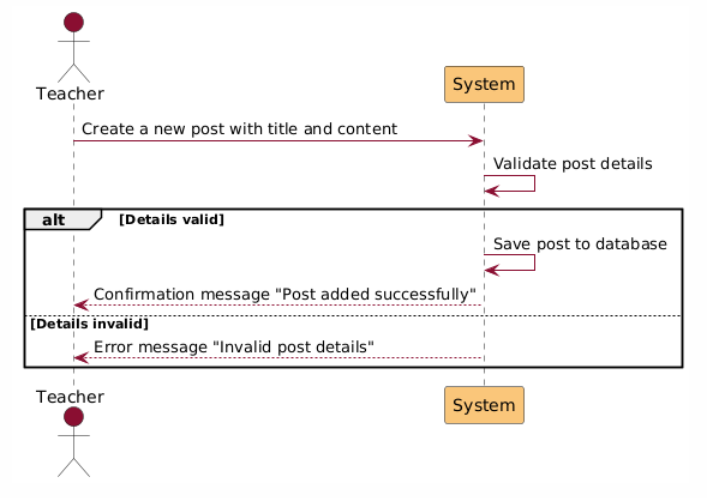 Teacher
System
Create a new post with title and content
Validate post details
alt [Details valid]
Save post to database
Confirmation message "Post added successfully"
[Details invalid]
Error message "Invalid post details"
Teacher
System